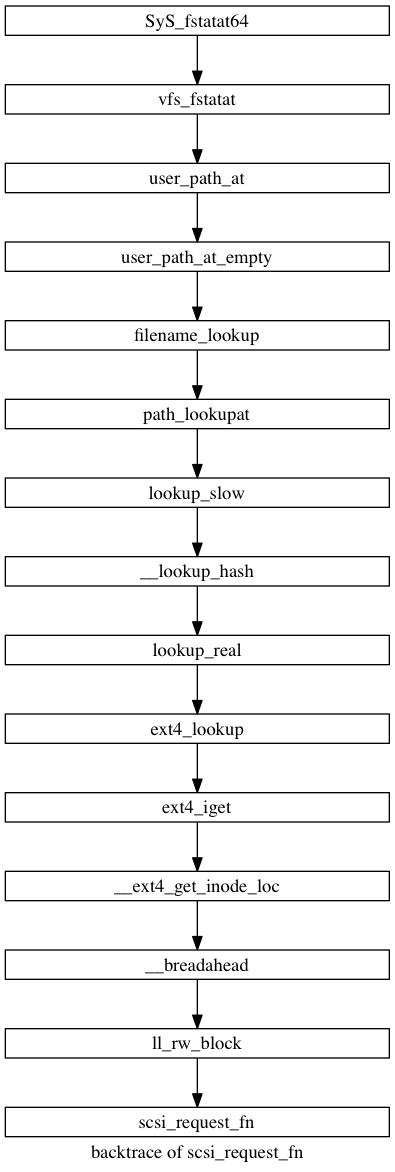 SyS_fstatat64
vfs_fstatat
user_path_at
user_path_at_empty
filename_lookup
path_lookupat
lookup_slow
__lookup_hash
lookup_real
ext4_lookup
ext4_iget
__ext4_get_inode_loc
__breadahead
ll_rw_block
scsi_request_fn
backtrace of scsi_request_fn